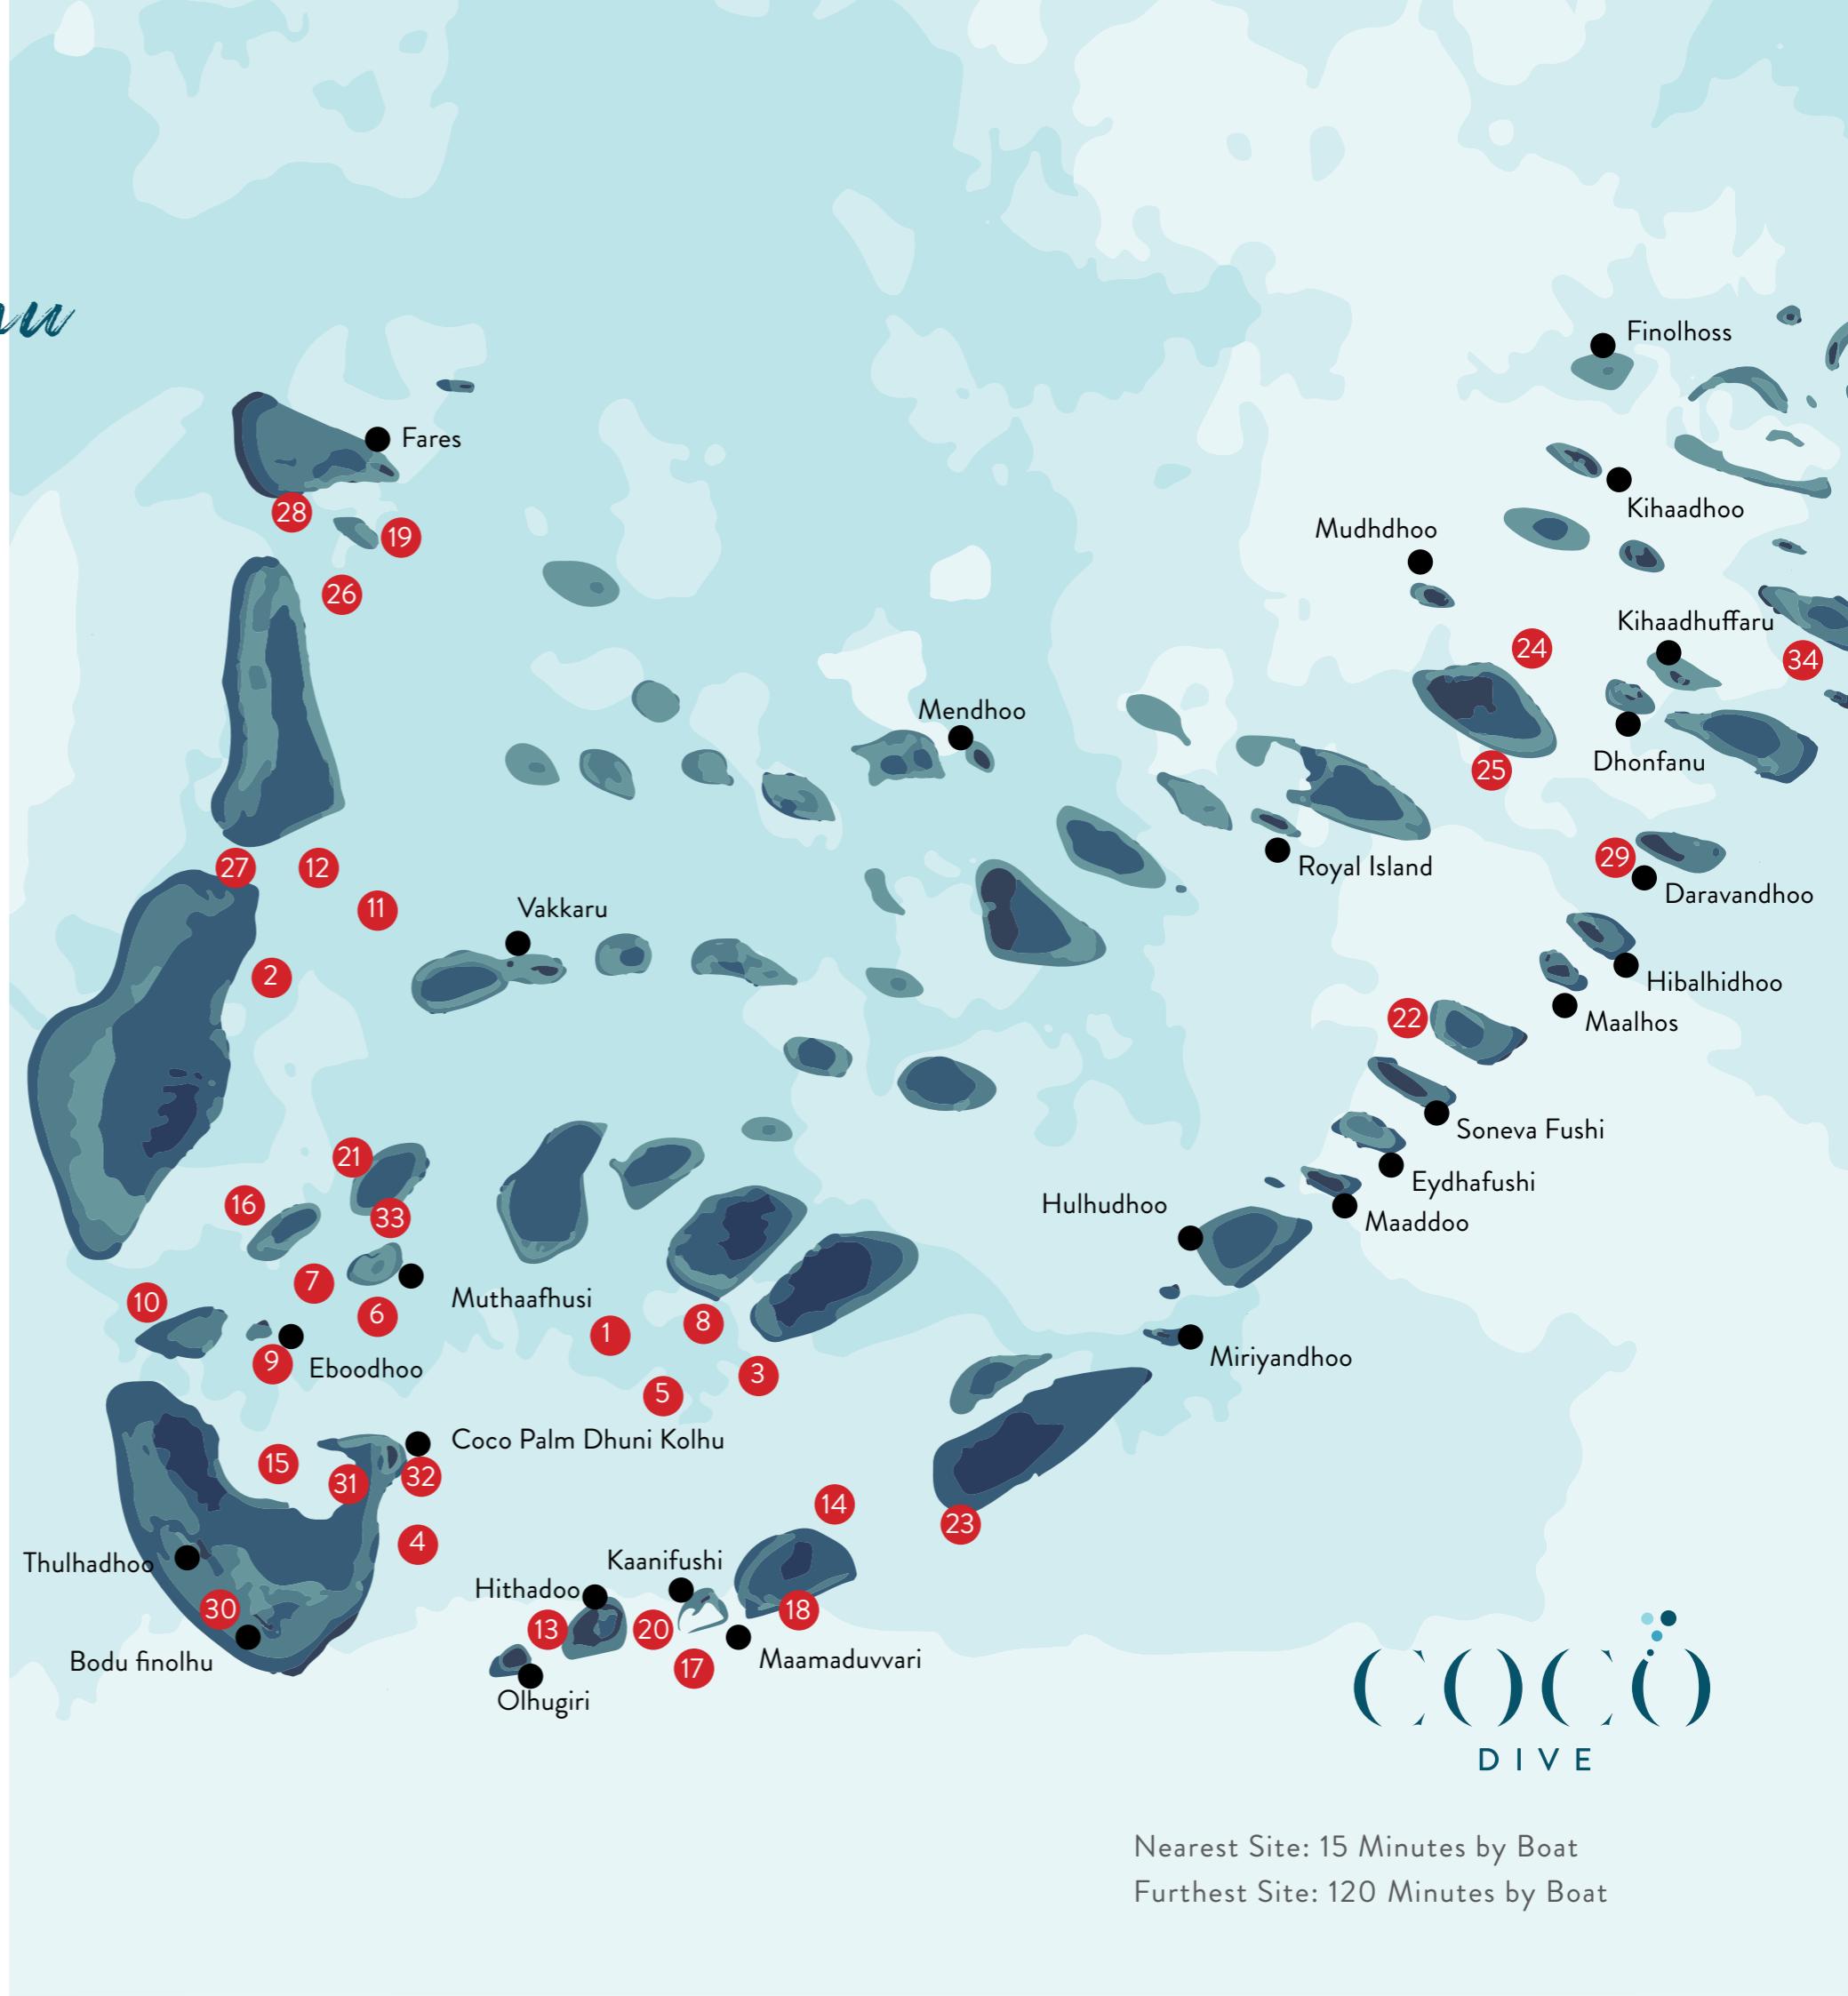 Finolhoss
Fares
Kihaadhoo
28
19
Mudhdhoo
26
Kihaadhuffaru
24
34
Mendhoo
Dhonfanu
25
29
Royal Island
27
12
Daravandhoo
11
Vakkaru
2
Hibalhidhoo
22
Maalhos
Soneva Fushi
21
Eydhafushi
16
Hulhudhoo
33
Maaddoo
7
Muthaafhusi
10
6
8
1
9
Eboodhoo
Miriyandhoo
3
5
Coco Palm Dhuni Kolhu
15
31
32
14
23
4
Thulhadhoo
Kaanifushi
Hithadoo
30
18
13
20
Bodu finolhu
17
Maamaduvvari
Olhugiri
COCO
DIVE
Nearest Site: 15 Minutes by Boat
Furthest Site: 120 Minutes by Boat